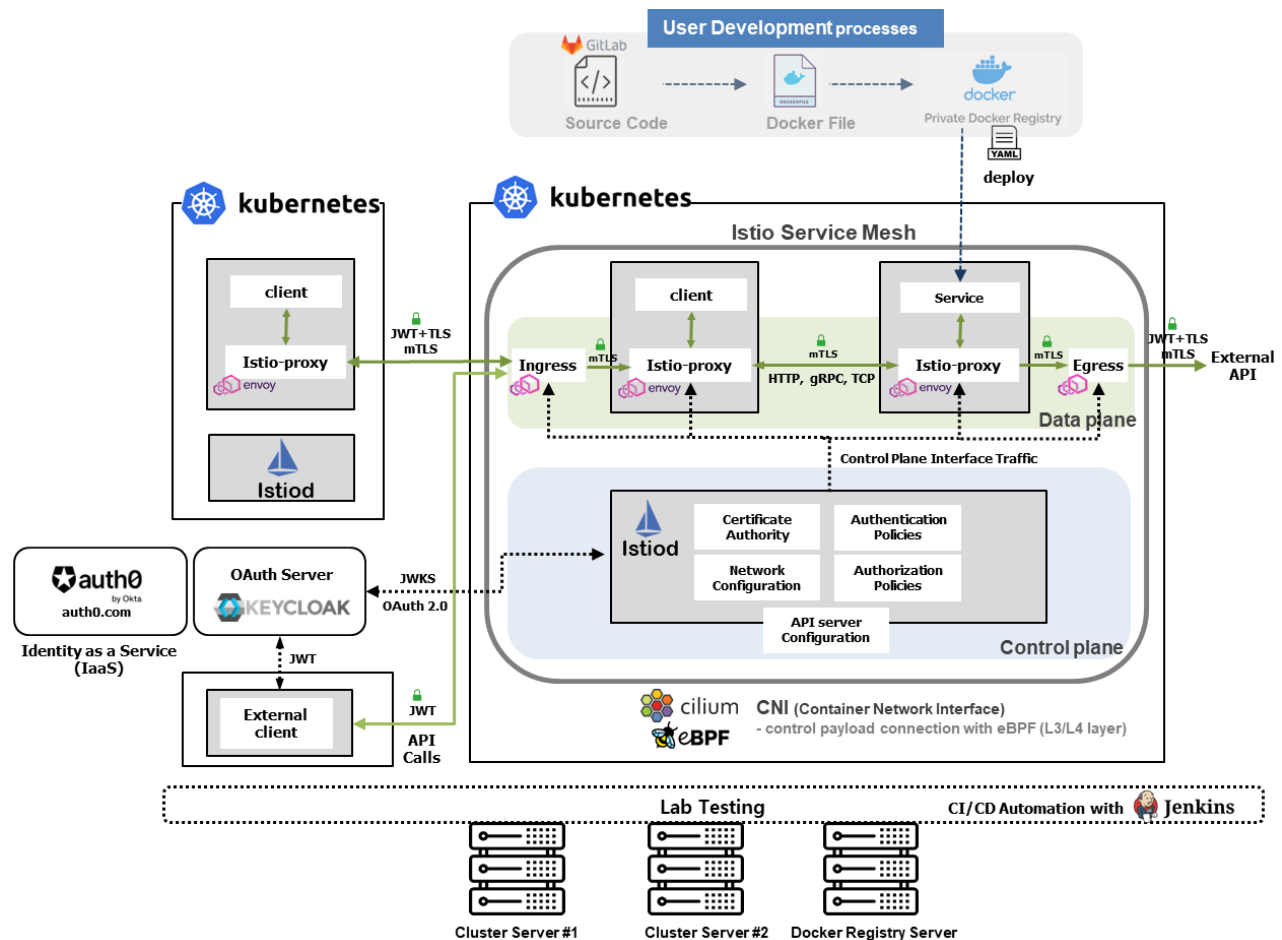 User Development processes
GitLab
Source Code
DOCKERFILE
Docker File
docker
Private Docker Registry
YAML
deploy
kubernetes
kubernetes
Istio Service Mesh
client
Istio-proxy
envoy
Istiod
JWT+TLS
mTLS
Ingress
mTLS
client
Istio-proxy
envoy
mTLS
HTTP, gRPC, TCP
Service
Istio-proxy
envoy
mTLS
Egress
JWT+TLS
mTLS
External
API
Data plane
Control Plane Interface Traffic
Istiod
Certificate
Authority
Authentication
Policies
Network
Configuration
Authorization
Policies
API server
Configuration
Control plane
auth0
by Okta
auth0.com
Identity as a Service
(IaaS)
OAuth Server
KEYCLOAK
JWKS
OAuth 2.0
JWT
External
client
JWT
API
Calls
cilium
eBPF
CNI (Container Network Interface)
- control payload connection with eBPF (L3/L4 layer)
Lab Testing
CI/CD Automation with Jenkins
Cluster Server #1
Cluster Server #2
Docker Registry Server